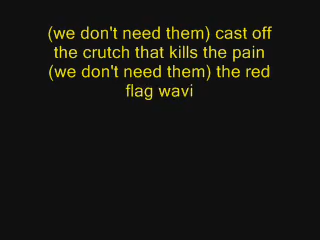 (we don't need them) cast off
the crutch that kills the pain
(we don't need them) the red
flag wavi